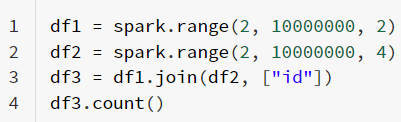 1 df1 = spark.range(2, 10000000, 2)
2 df2 = spark.range(2, 10000000, 4)
3 df3 = df1.join(df2, ["id"])
4 df3.count()